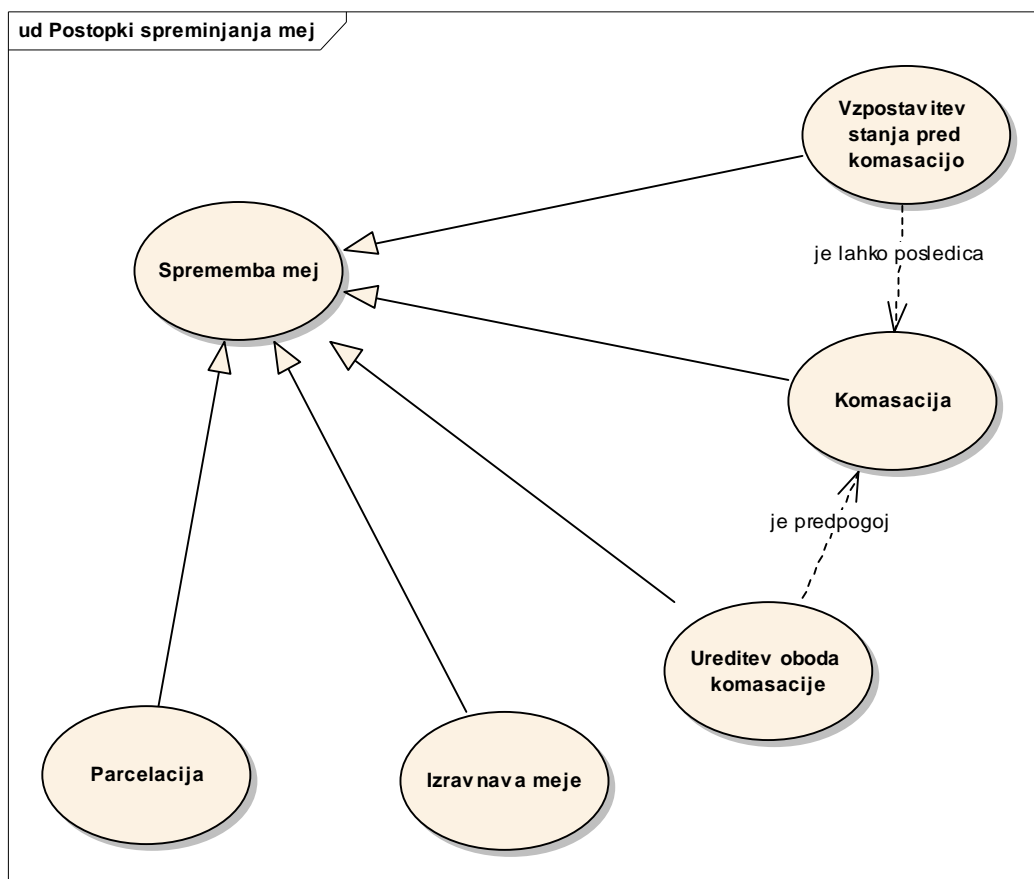 ud Postopki spreminjanja mej
Vzpostavitev
stanja pred
komasacijo
je lahko posledica
Sprememba mej
Komasacija
je predpogoj
Ureditev oboda
komasacije
Parcelacija
Izravnava meje